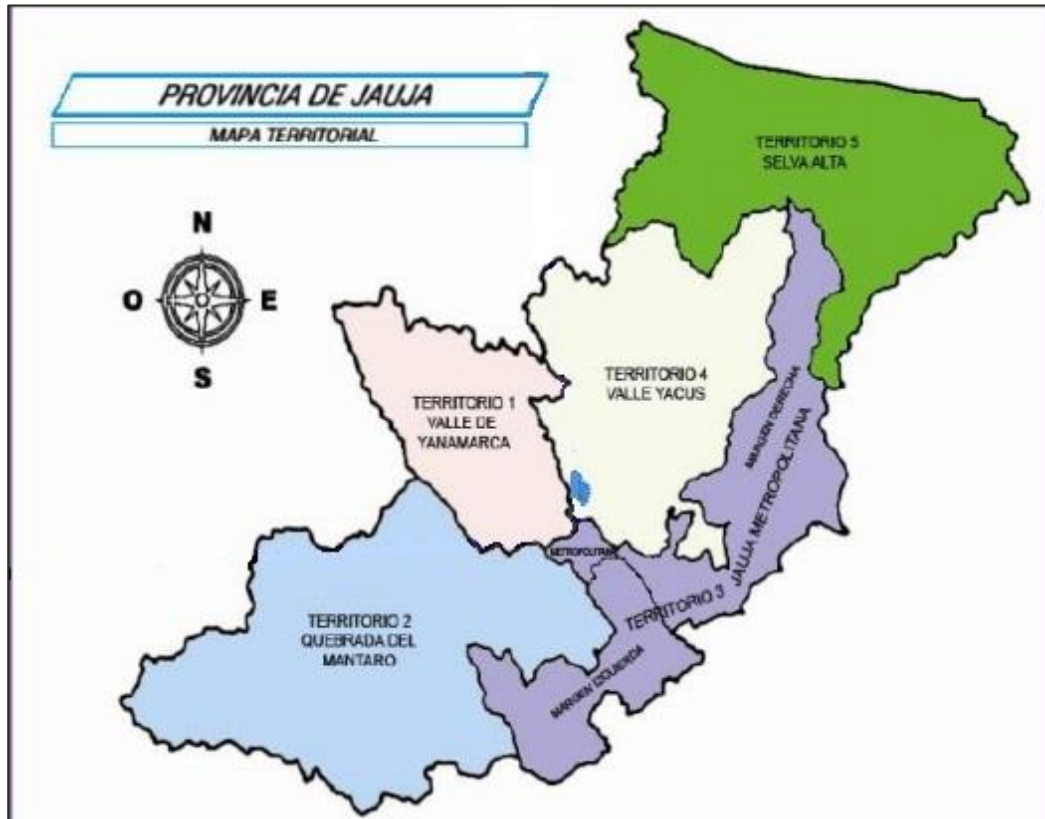 PROVINCIA DE JAUJA
MAPA TERRITORIAL
N
O
E
S
TERRITORIO 5
SELVA ALTA
TERRITORIO 4
VALLE YACUS
TERRITORIO 1
VALLE DE
YANAMARCA
MARGEN DERECHA
JAUJA METROPOLITANA
TERRITORIO 3
METROPOLITANA
MARGEN IZQUIERDA
TERRITORIO 2
QUEBRADA DEL
MANTARO